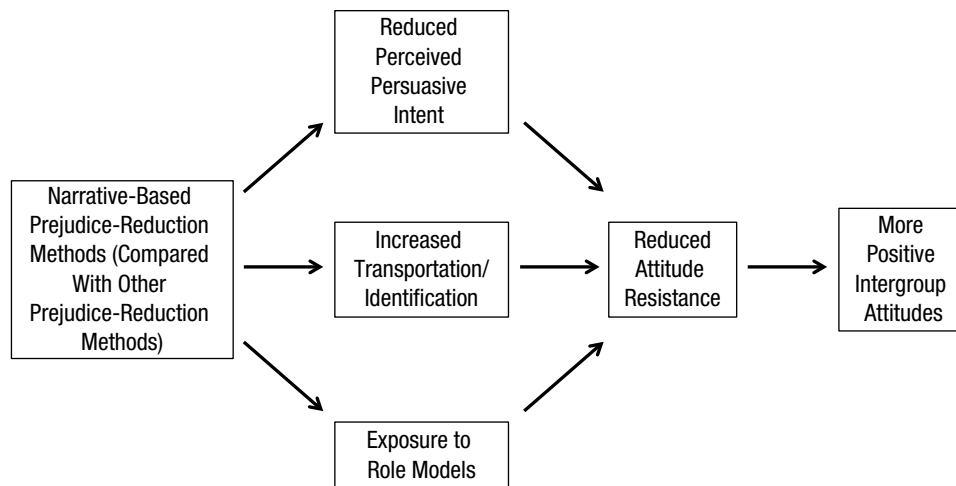 Reduced
Perceived
Persuasive
Intent
Narrative-Based
Prejudice-Reduction
Methods (Compared
With Other
Prejudice-Reduction
Methods)
Increased
Transportation/
Identification
Reduced
Attitude
Resistance
More
Positive
Intergroup
Attitudes
Exposure to
Role Models